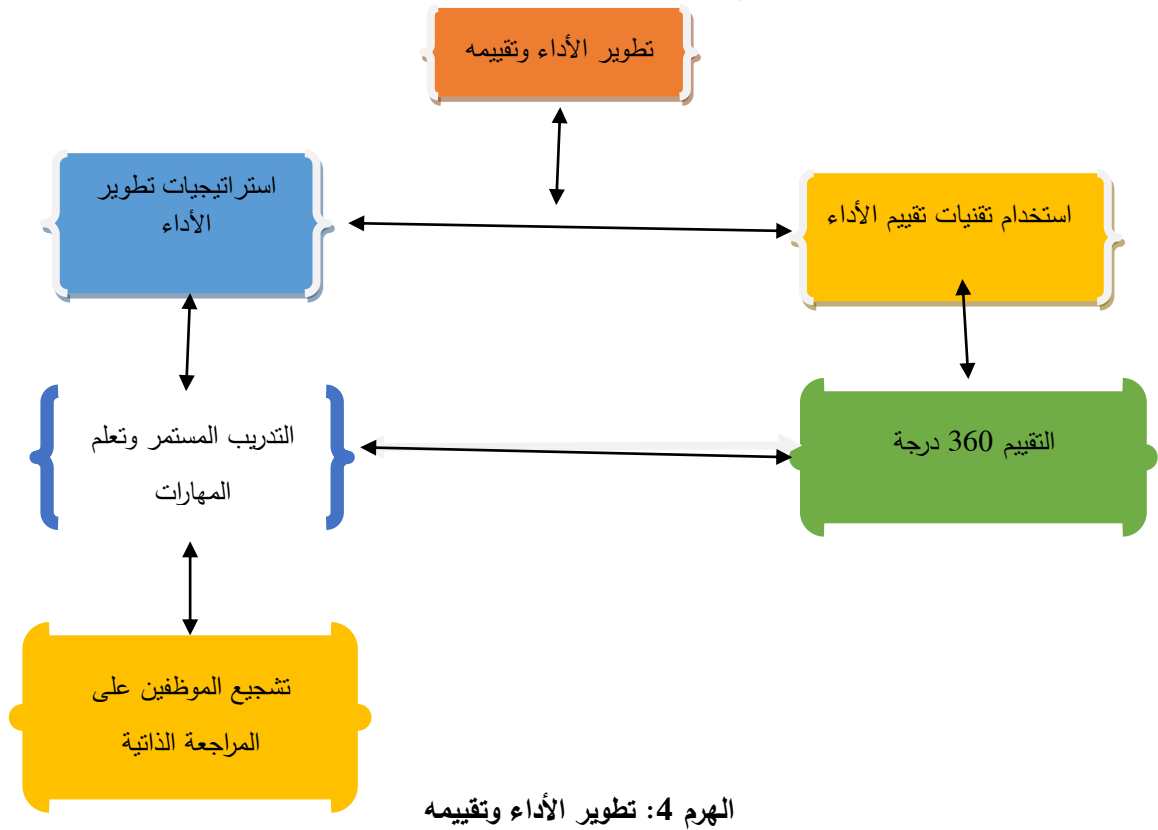 تطوير الأداء وتقييمه
استراتيجيات تطوير
الأداء
استخدام تقنيات تقييم الأداء
التدريب المستمر وتعلم
المهارات
التقييم 360 درجة
تشجيع الموظفين على
المراجعة الذاتية
الهرم 4: تطوير الأداء وتقييمه